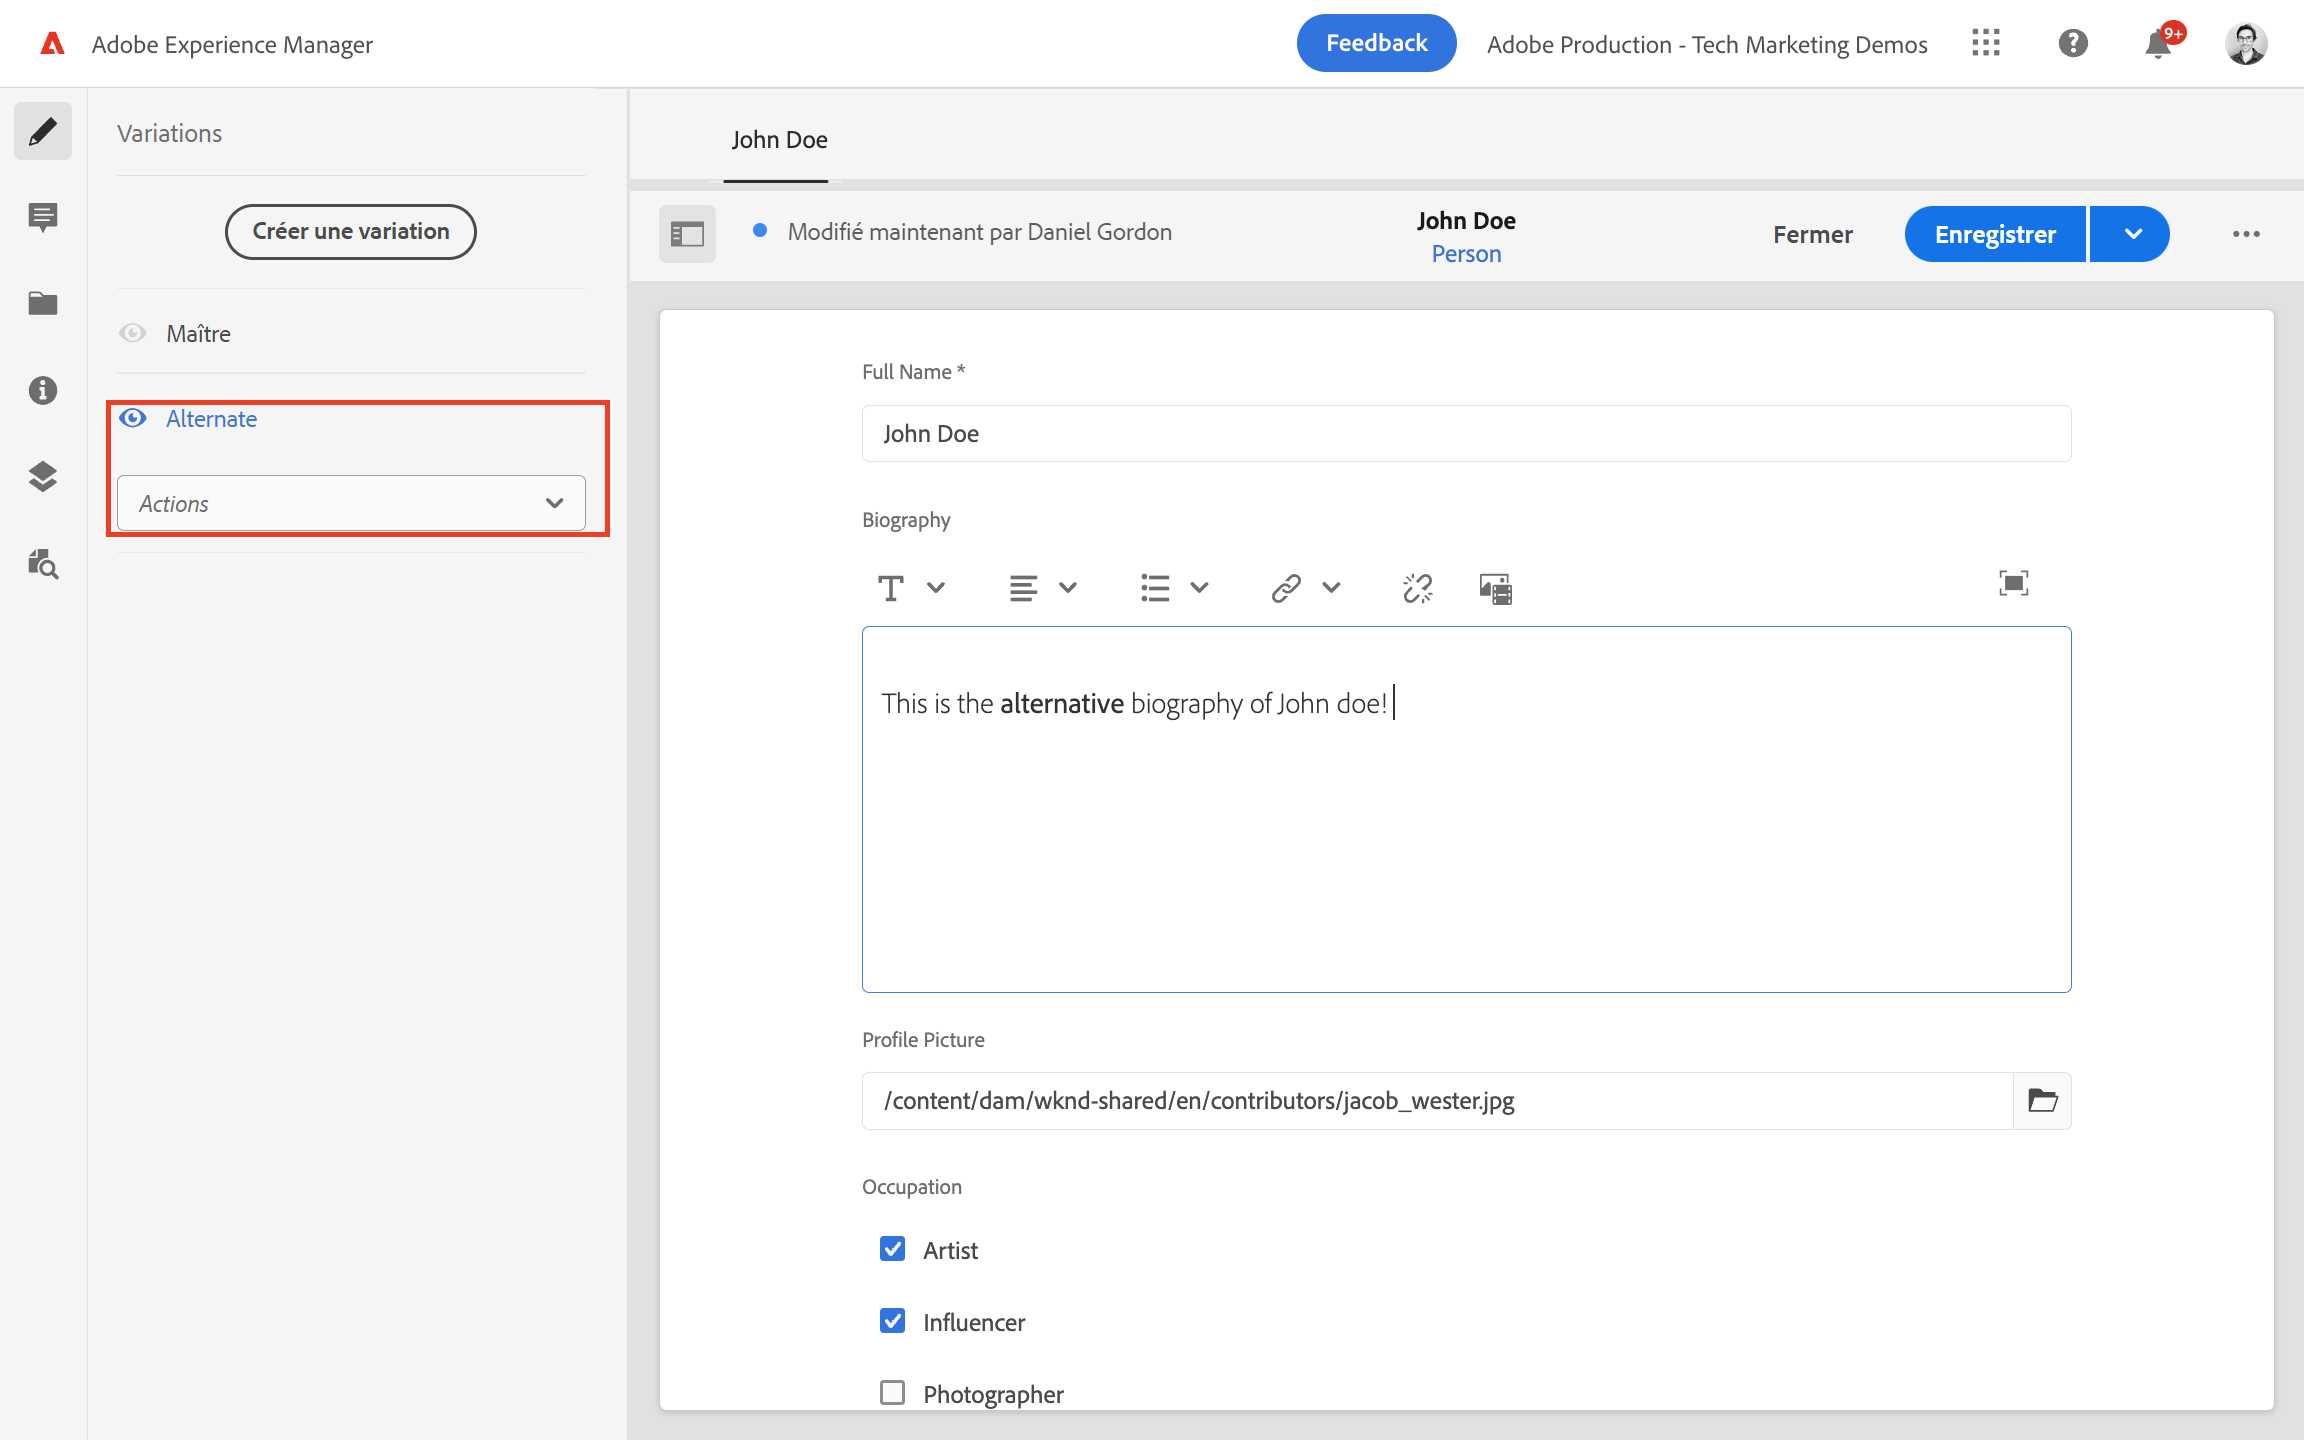 Adobe Experience Manager
Feedback
Adobe Production - Tech Marketing Demos
9+
Variations
Créer une variation
Maître
Alternate
Actions
John Doe
Modifié maintenant par Daniel Gordon
John Doe
Person
Fermer
Enregistrer
Full Name *
John Doe
Biography
This is the alternative biography of John doe!
Profile Picture
/content/dam/wknd-shared/en/contributors/jacob_wester.jpg
Occupation
Artist
Influencer
Photographer